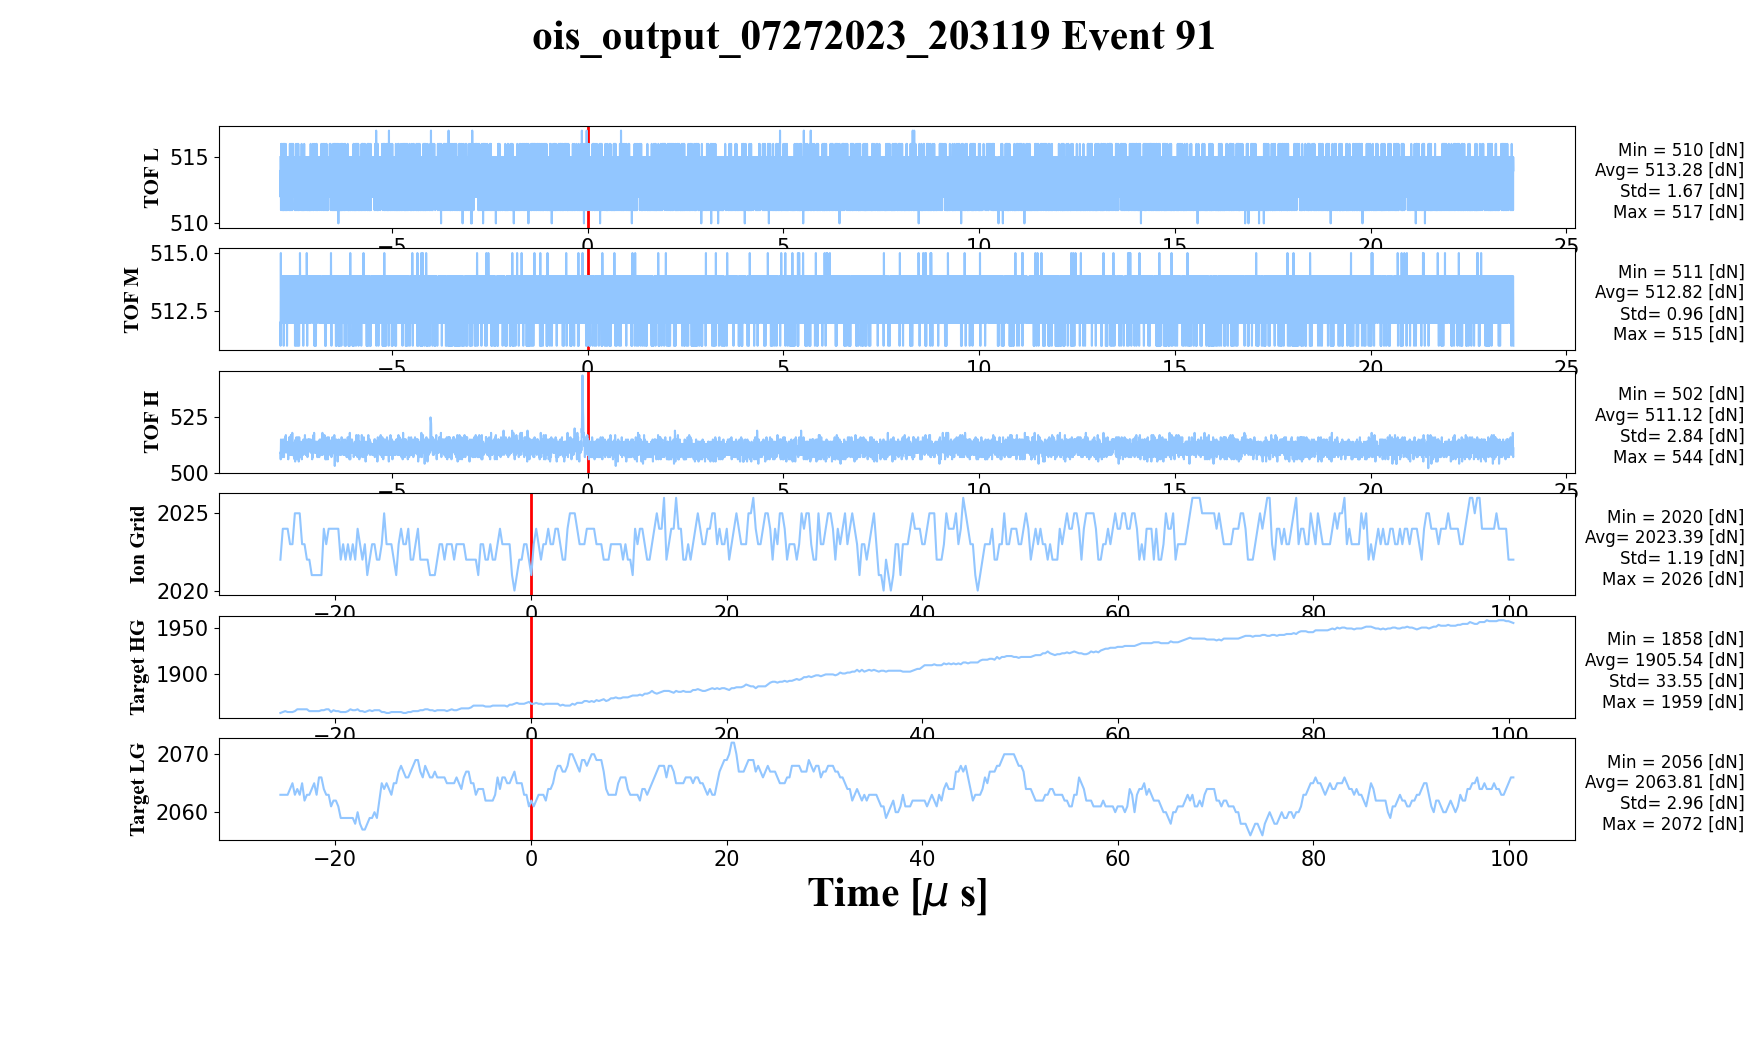 ois_output_07272023_203119 Event 91
TOF L
515
510
−5
0
5
10
15
20
25
Min = 510 [dN]
Avg= 513.28 [dN]
Std= 1.67 [dN]
Max = 517 [dN]
TOF M
515.0
512.5
−5
0
5
10
15
20
25
Min = 511 [dN]
Avg= 512.82 [dN]
Std= 0.96 [dN]
Max = 515 [dN]
TOF H
525
500
−5
0
5
10
15
20
25
Min = 502 [dN]
Avg= 511.12 [dN]
Std= 2.84 [dN]
Max = 544 [dN]
Ion Grid
2025
2020
−20
0
20
40
60
80
100
Min = 2020 [dN]
Avg= 2023.39 [dN]
Std= 1.19 [dN]
Max = 2026 [dN]
Target HG
1950
1900
−20
0
20
40
60
80
100
Min = 1858 [dN]
Avg= 1905.54 [dN]
Std= 33.55 [dN]
Max = 1959 [dN]
Target LG
2070
2060
−20
0
20
40
60
80
100
Min = 2056 [dN]
Avg= 2063.81 [dN]
Std= 2.96 [dN]
Max = 2072 [dN]
Time [μ s]